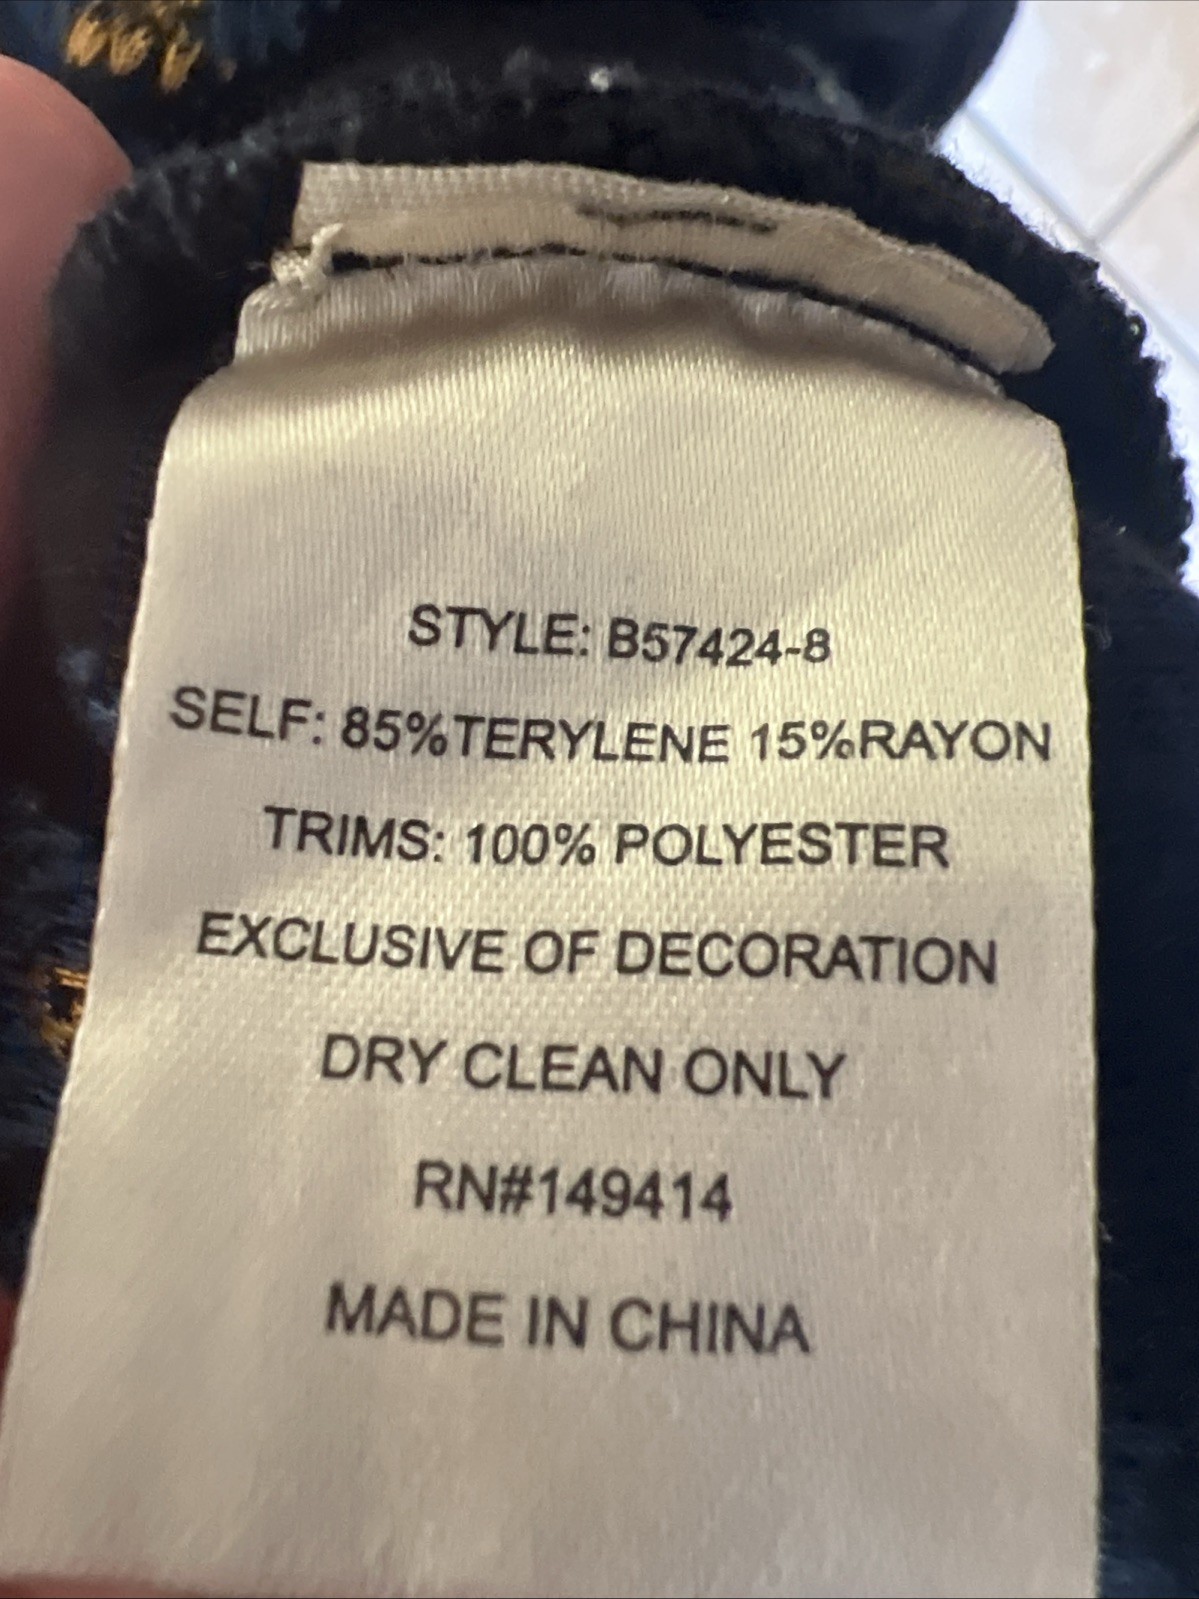 STYLE: B57424-8
SELF: 85%TERYLENE 15%RAYON
TRIMS: 100% POLYESTER
EXCLUSIVE OF DECORATION
DRY CLEAN ONLY
RN#149414
MADE IN CHINA